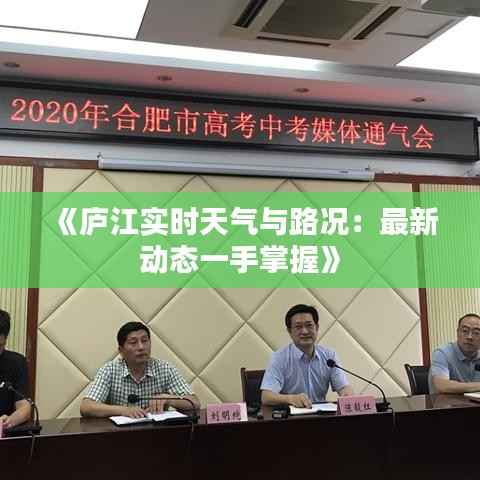 2020年合肥市高考中考媒体通气会
《庐江实时天气与路况：最新
动态一手掌握》